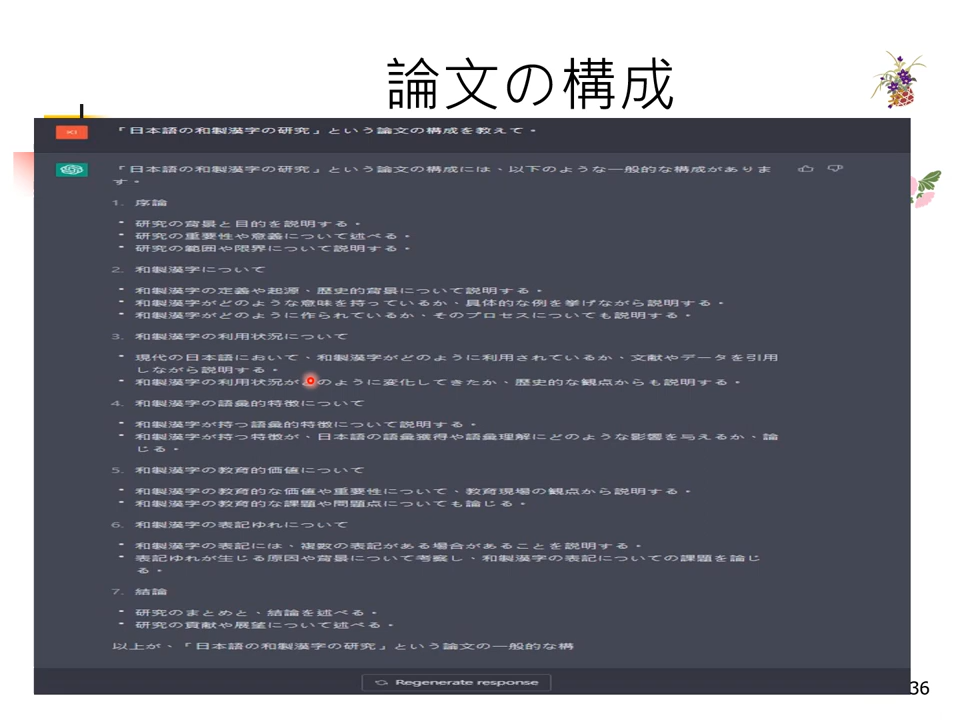 論文の構成
「日本語の和製漢字の研究」という論文の構成を教えて。
「日本語の和製漢字の研究」という論文の構成には、以下のような一般的な構成がありま
す。
1. 序論
・研究の背景と目的を説明する。
・研究の重要性や意義について述べる。
・研究の範囲や限界について説明する。
2. 和製漢字について
・和製漢字の定義や起源、歴史的背景について説明する。
・和製漢字がどのような意味を持っているか、具体的な例を挙げながら説明する。
・和製漢字がどのように作られているか、そのプロセスについても説明する。
3. 和製漢字の利用状況について
・現代の日本語において、和製漢字がどのように利用されているか、文献やデータを引用
しながら説明する。
・和製漢字の利用状況がどのように変化してきたか、歴史的な観点からも説明する。
4. 和製漢字の語彙的特徴について
・和製漢字が持つ語彙的特徴について説明する。
・和製漢字が持つ特徴が、日本語の語彙獲得や語彙理解にどのような影響を与えるか、論
じる。
5. 和製漢字の教育的価値について
・和製漢字の教育的な価値や重要性について、教育現場の観点から説明する。
・和製漢字の教育的な課題や問題点についても論じる。
6. 和製漢字の表記ゆれについて
・和製漢字の表記には、複数の表記がある場合があることを説明する。
・表記ゆれが生じる原因や背景について考察し、和製漢字の表記についての課題を論じ
る。
7. 結論
・研究のまとめと、結論を述べる。
・研究の貢献や展望について述べる。
以上が、「日本語の和製漢字の研究」という論文の一般的な構
Regenerate response
36